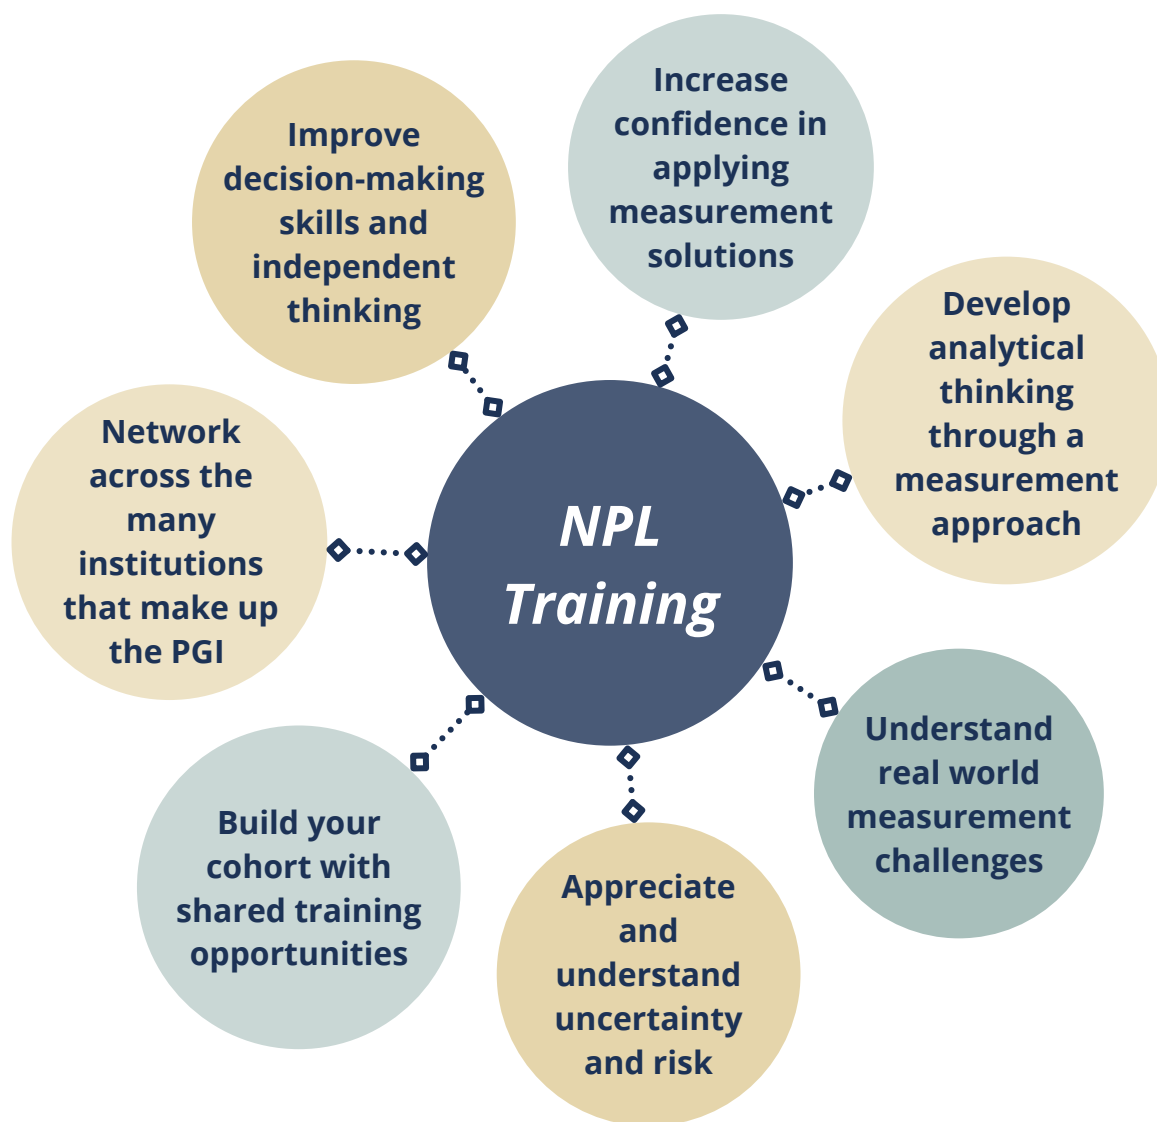 Increase
confidence in
applying
measurement
solutions
Improve
decision-making
skills and
independent
thinking
Develop
analytical
thinking
through a
measurement
approach
Network
across the
many
institutions
that make up
the PGI
NPL
Training
Understand
real world
measurement
challenges
Build your
cohort with
shared training
opportunities
Appreciate
and
understand
uncertainty
and risk